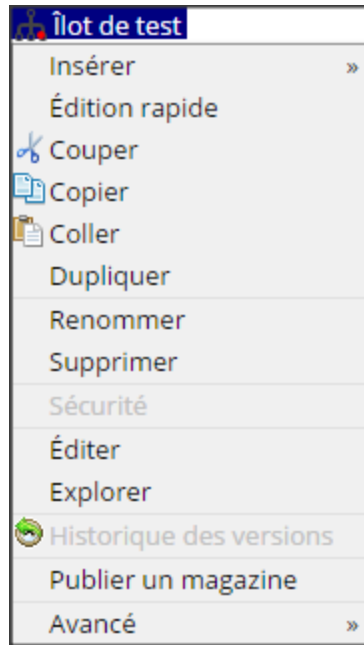 Îlot de test
Insérer »
Édition rapide
Couper
Copier
Coller
Dupliquer
Renommer
Supprimer
Sécurité
Éditer
Explorer
Historique des versions
Publier un magazine
Avancé »